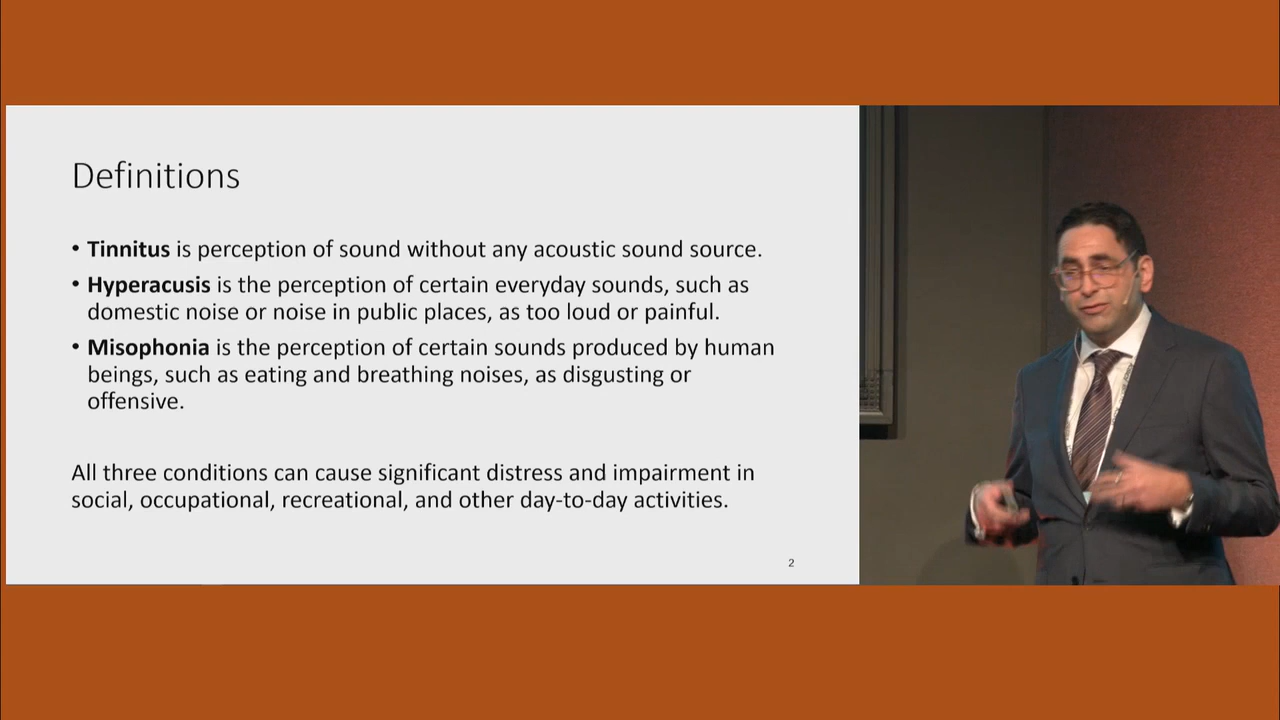 Definitions
• Tinnitus is perception of sound without any acoustic sound source.
• Hyperacusis is the perception of certain everyday sounds, such as
domestic noise or noise in public places, as too loud or painful.
• Misophonia is the perception of certain sounds produced by human
beings, such as eating and breathing noises, as disgusting or
offensive.
All three conditions can cause significant distress and impairment in
social, occupational, recreational, and other day-to-day activities.
2